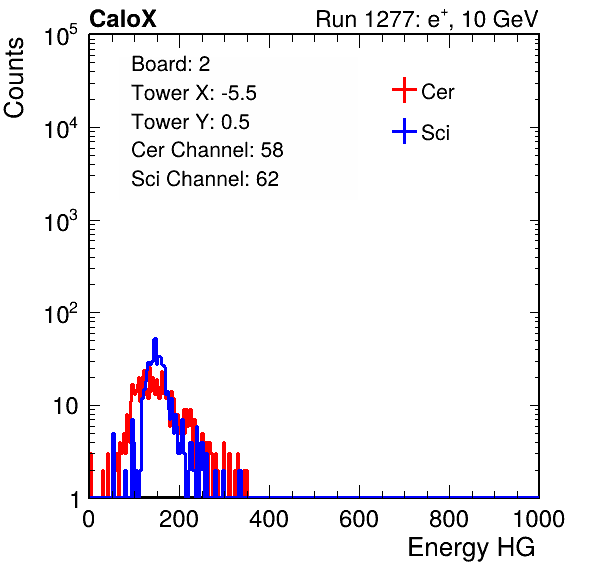 CaloX Run 1277: e⁺, 10 GeV
Counts
10⁵
10⁴
10³
10²
10
1
Board: 2
Tower X: -5.5
Tower Y: 0.5
Cer Channel: 58
Sci Channel: 62
Cer
Sci
0 200 400 600 800 1000
Energy HG